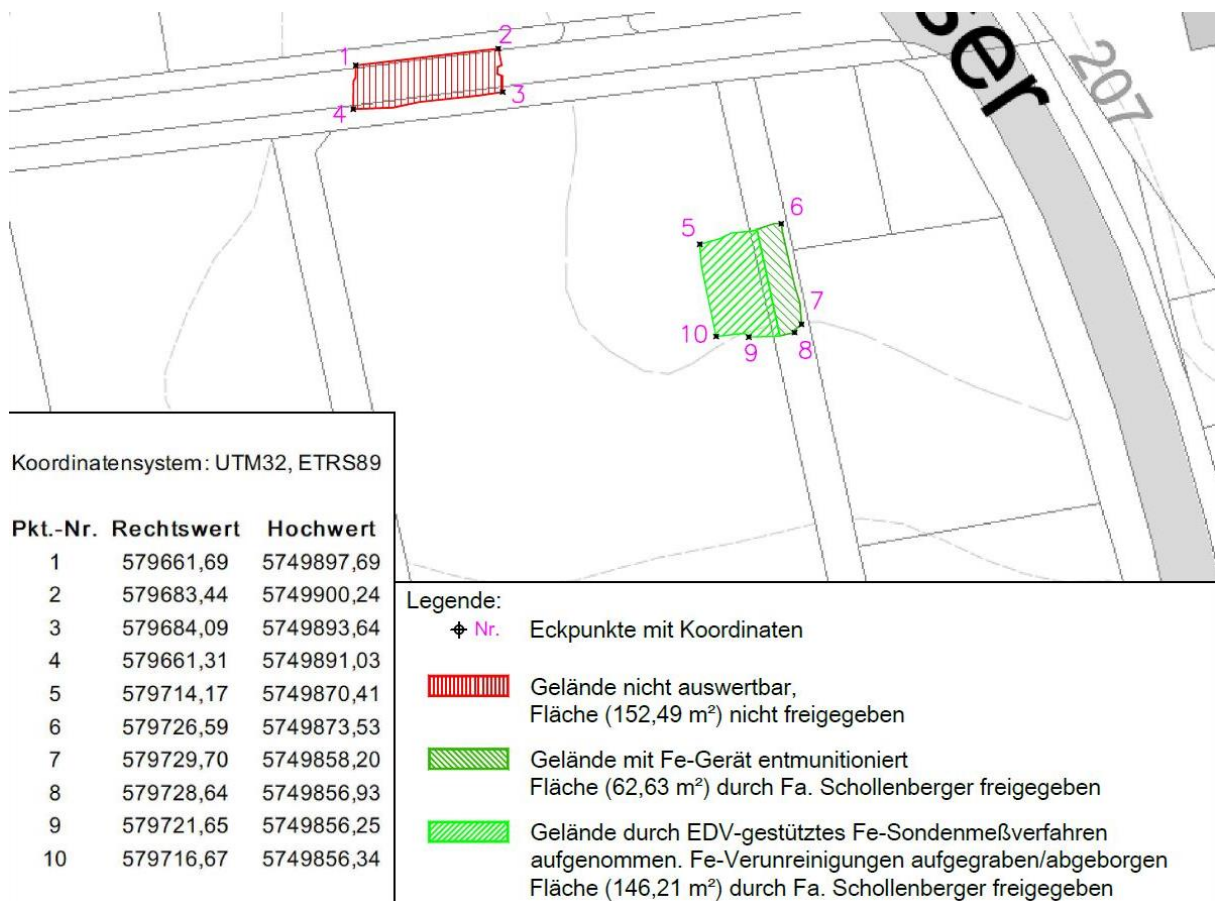 ser
207
1
2
3
4
5
6
7
8
9
10
Koordinatensystem: UTM32, ETRS89
Pkt.-Nr. Rechtswert Hochwert
1 579661,69 5749897,69
2 579683,44 5749900,24
3 579684,09 5749893,64
4 579661,31 5749891,03
5 579714,17 5749870,41
6 579726,59 5749873,53
7 579729,70 5749858,20
8 579728,64 5749856,93
9 579721,65 5749856,25
10 579716,67 5749856,34
Legende:
Nr. Eckpunkte mit Koordinaten
Gelände nicht auswertbar,
Fläche (152,49 m²) nicht freigegeben
Gelände mit Fe-Gerät entmunitioniert
Fläche (62,63 m²) durch Fa. Schollenberger freigegeben
Gelände durch EDV-gestütztes Fe-Sondenmeßverfahren
aufgenommen. Fe-Verunreinigungen aufgegraben/abgeborgen
Fläche (146,21 m²) durch Fa. Schollenberger freigegeben